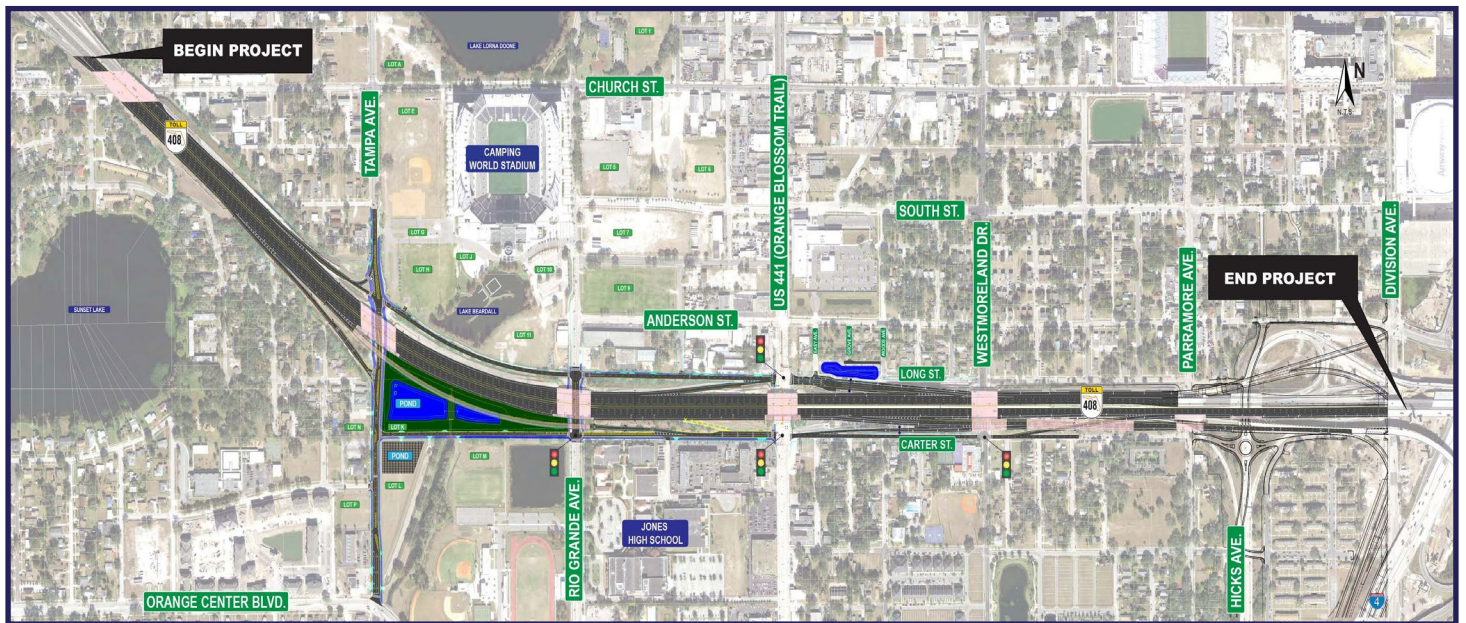 BEGIN PROJECT
TOLL
408
TAMPA AVE.
LAKE LORNA DOONE
LOT 1
LOT A
CHURCH ST.
LOT E
CAMPING
WORLD STADIUM
LOT 5
LOT 6
US 441 (ORANGE BLOSSOM TRAIL)
N
N.T.S.
SOUTH ST.
WESTMORELAND DR.
PARRAMORE AVE.
DIVISION AVE.
END PROJECT
LOT G
LOT H
LOT J
LOT 10
LOT 7
LOT 9
SUNSET LAKE
LAKE BEARDALL
LOT 11
ANDERSON ST.
LONG ST.
TOLL
408
POND
LOT K
LOT N
CARTER ST.
POND
LOT M
LOT L
LOT P
RIO GRANDE AVE.
JONES
HIGH SCHOOL
HICKS AVE.
ORANGE CENTER BLVD.
4